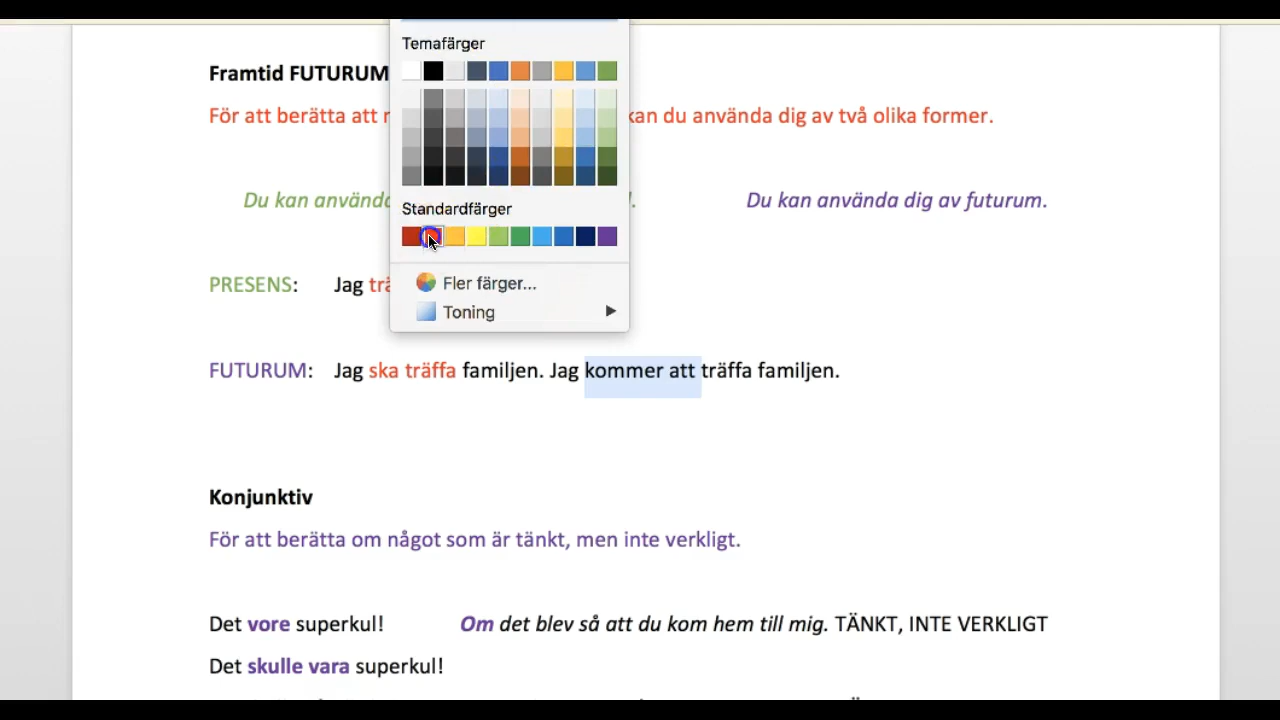 Temafärger
Framtid FUTURUM
För att berätta att kan du använda dig av två olika former.
Du kan använda Du kan använda dig av futurum.
Standardfärger
PRESENS: Jag
Fler färger...
Toning
FUTURUM: Jag ska träffa familjen. Jag kommer att träffa familjen.
Konjunktiv
För att berätta om något som är tänkt, men inte verkligt.
Det vore superkul! Om det blev så att du kom hem till mig. TÄNKT, INTE VERKLIGT
Det skulle vara superkul!